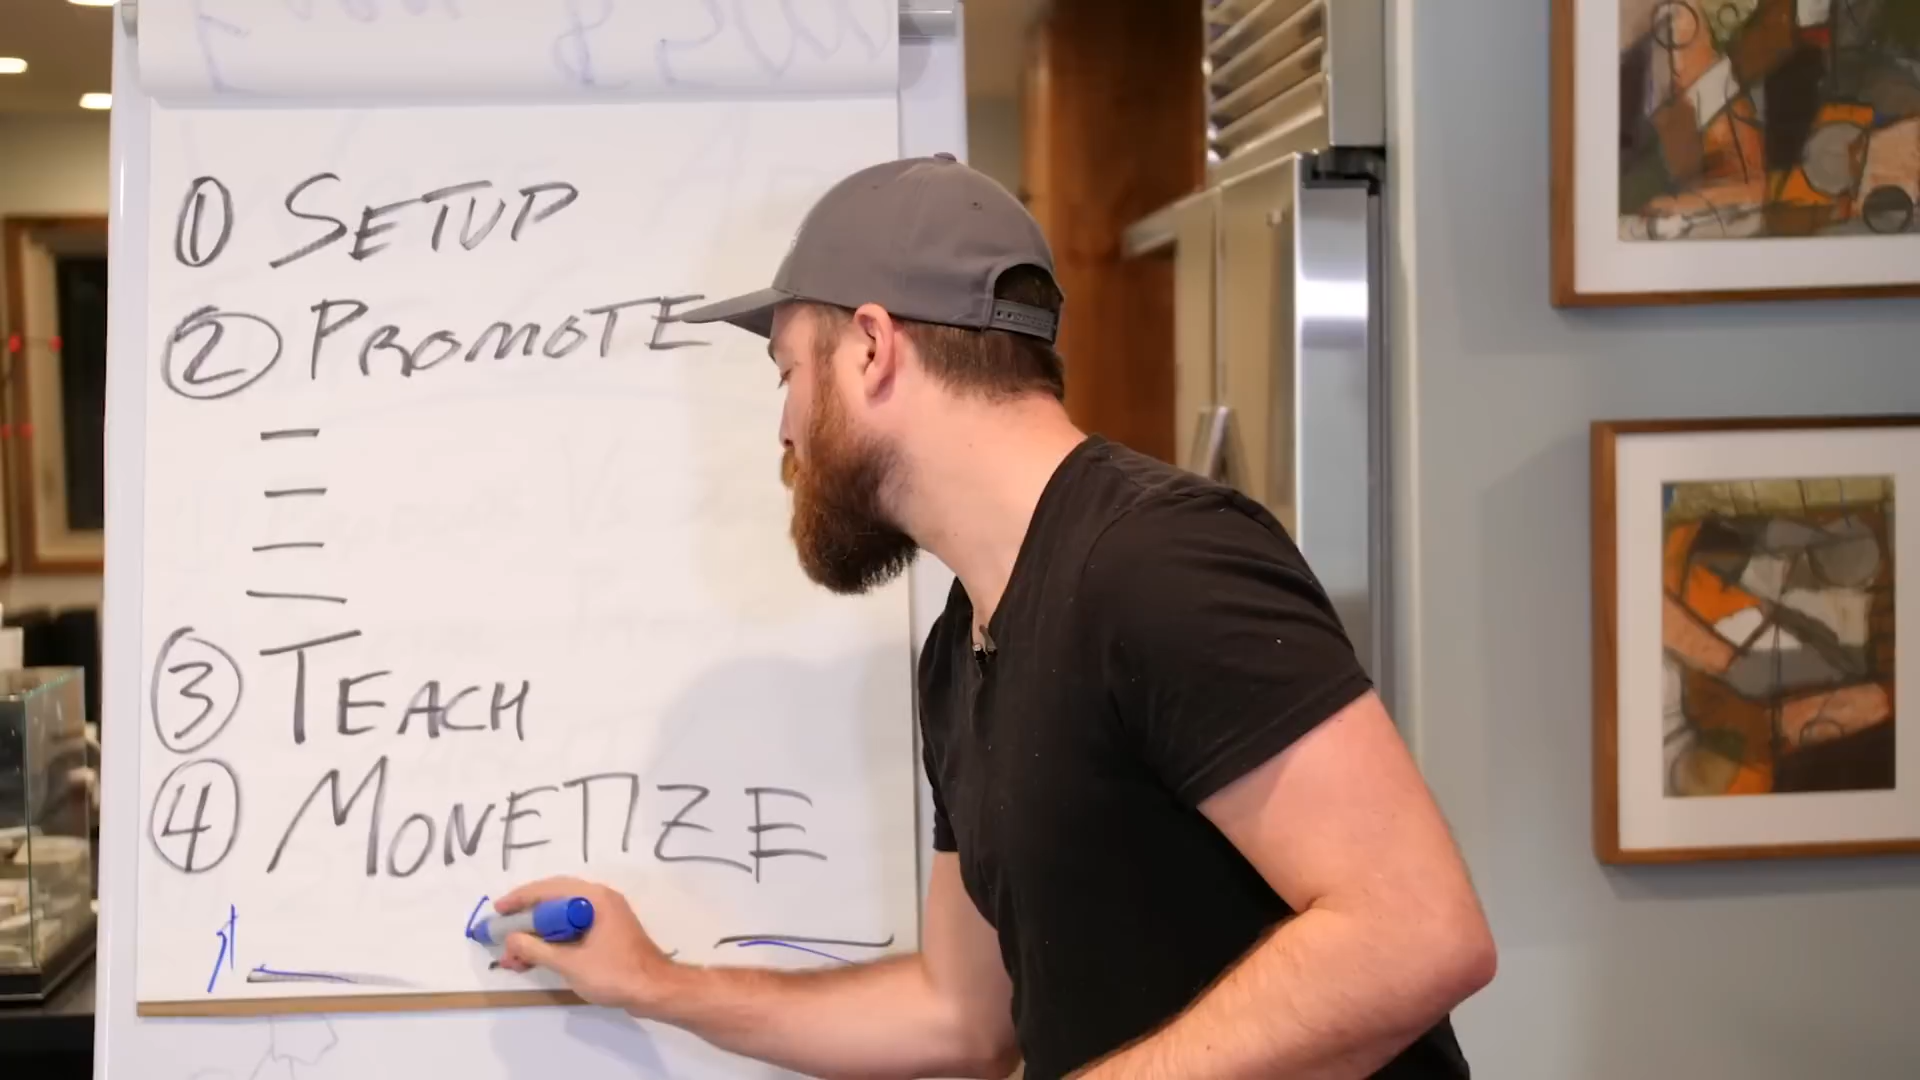 ① SETUP
② PROMOTE
–
–
–
–
③ TEACH
④ MONETIZE